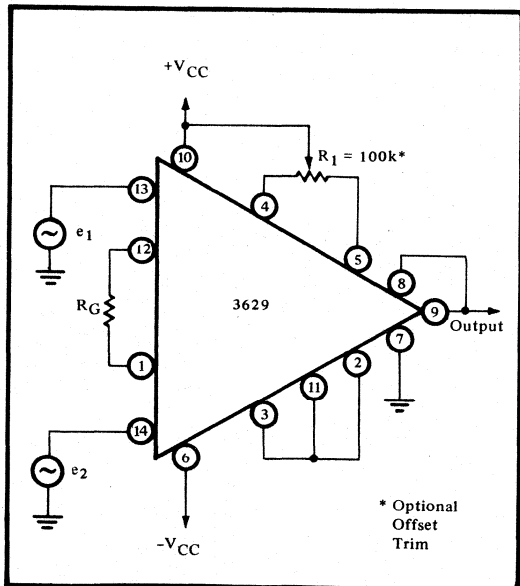 +VCC
10
R1 = 100k*
13
4
e1
12
5
8
RG
3629
9
Output
7
1
2
11
3
14
6
e2
* Optional
Offset
Trim
−VCC